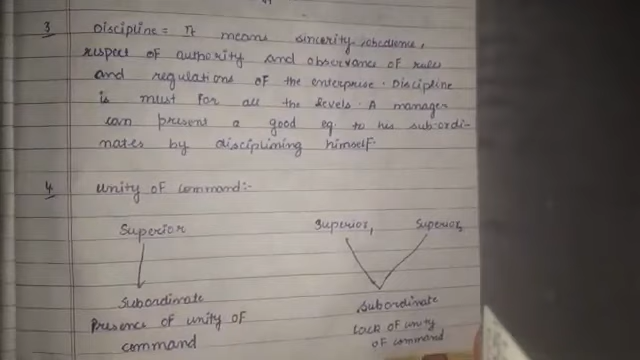 3 Discipline = It means sincerity, obedience,
respect of authority and observance of rules
and regulations of the enterprise. Discipline
is must for all the levels. A manager
can present a good eg. to his subordi-
nates by disciplining himself.
4 Unity of command:-
Superior Superior1 Superior2
Subordinate Subordinate
Presence of unity of command Lack of unity of command